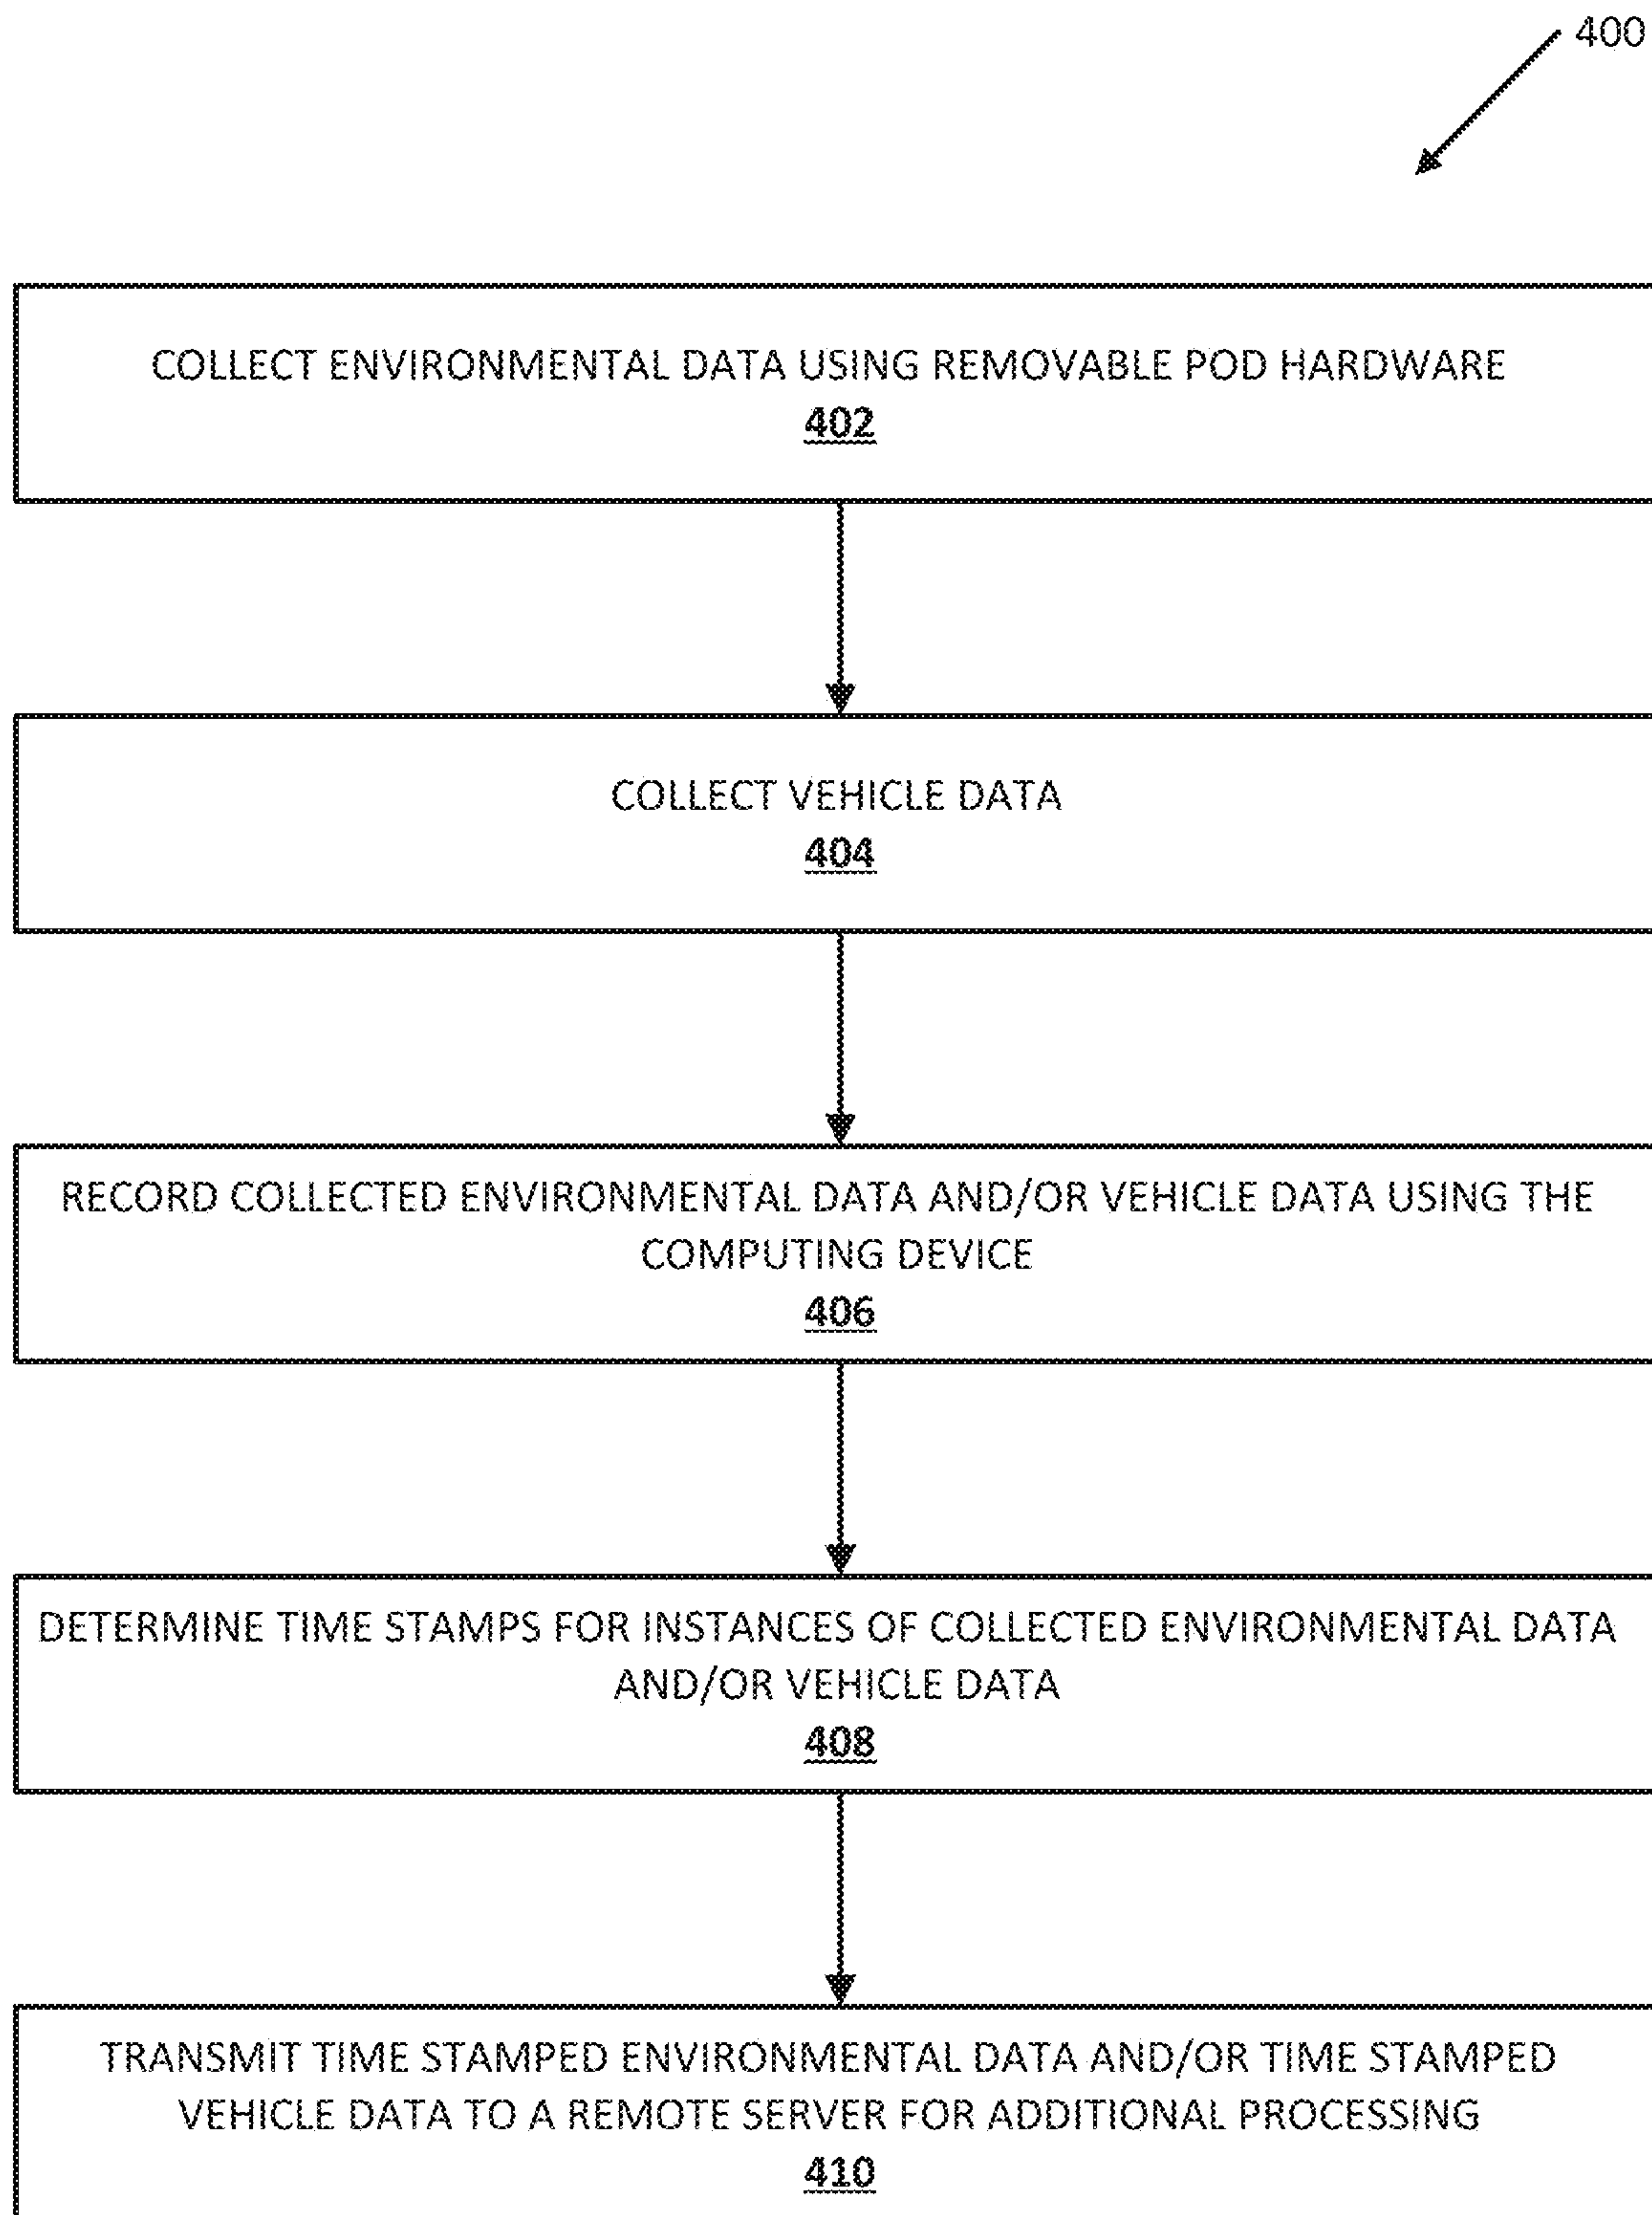 400
COLLECT ENVIRONMENTAL DATA USING REMOVABLE POD HARDWARE
402
COLLECT VEHICLE DATA
404
RECORD COLLECTED ENVIRONMENTAL DATA AND/OR VEHICLE DATA USING THE
COMPUTING DEVICE
406
DETERMINE TIME STAMPS FOR INSTANCES OF COLLECTED ENVIRONMENTAL DATA
AND/OR VEHICLE DATA
408
TRANSMIT TIME STAMPED ENVIRONMENTAL DATA AND/OR TIME STAMPED
VEHICLE DATA TO A REMOTE SERVER FOR ADDITIONAL PROCESSING
410